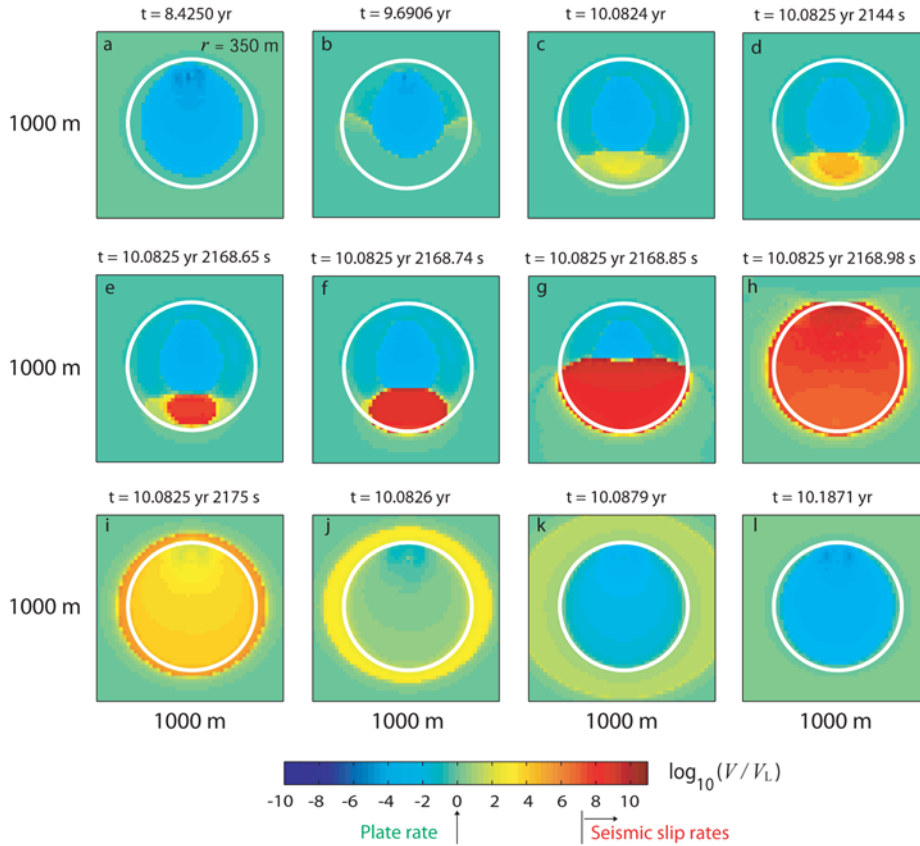 t = 8.4250 yr
t = 9.6906 yr
t = 10.0824 yr
t = 10.0825 yr 2144 s
a
r = 350 m
b
c
d
1000 m
t = 10.0825 yr 2168.65 s
t = 10.0825 yr 2168.74 s
t = 10.0825 yr 2168.85 s
t = 10.0825 yr 2168.98 s
e
f
g
h
1000 m
t = 10.0825 yr 2175 s
t = 10.0826 yr
t = 10.0879 yr
t = 10.1871 yr
i
j
k
l
1000 m
1000 m
1000 m
1000 m
1000 m
log10(V/VL)
-10 -8 -6 -4 -2 0 2 4 6 8 10
Plate rate
Seismic slip rates